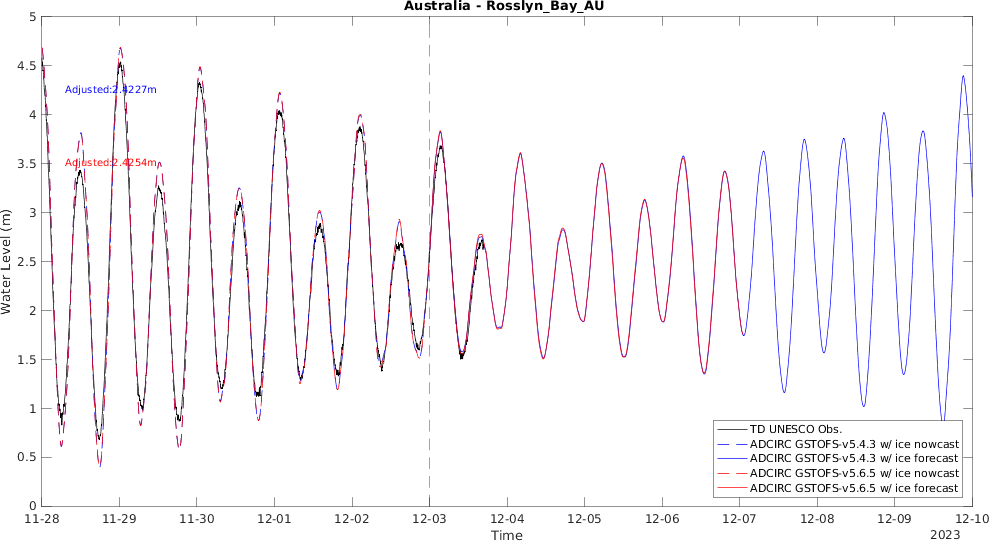 Australia - Rosslyn_Bay_AU
5
4.5
4
3.5
3
2.5
2
1.5
1
0.5
0
Water Level (m)
Adjusted:2.4227m
Adjusted:2.4254m
TD UNESCO Obs.
ADCIRC GSTOFS-v5.4.3 w/ ice nowcast
ADCIRC GSTOFS-v5.4.3 w/ ice forecast
ADCIRC GSTOFS-v5.6.5 w/ ice nowcast
ADCIRC GSTOFS-v5.6.5 w/ ice forecast
11-28 11-29 11-30 12-01 12-02 12-03 12-04 12-05 12-06 12-07 12-08 12-09 12-10
Time
2023